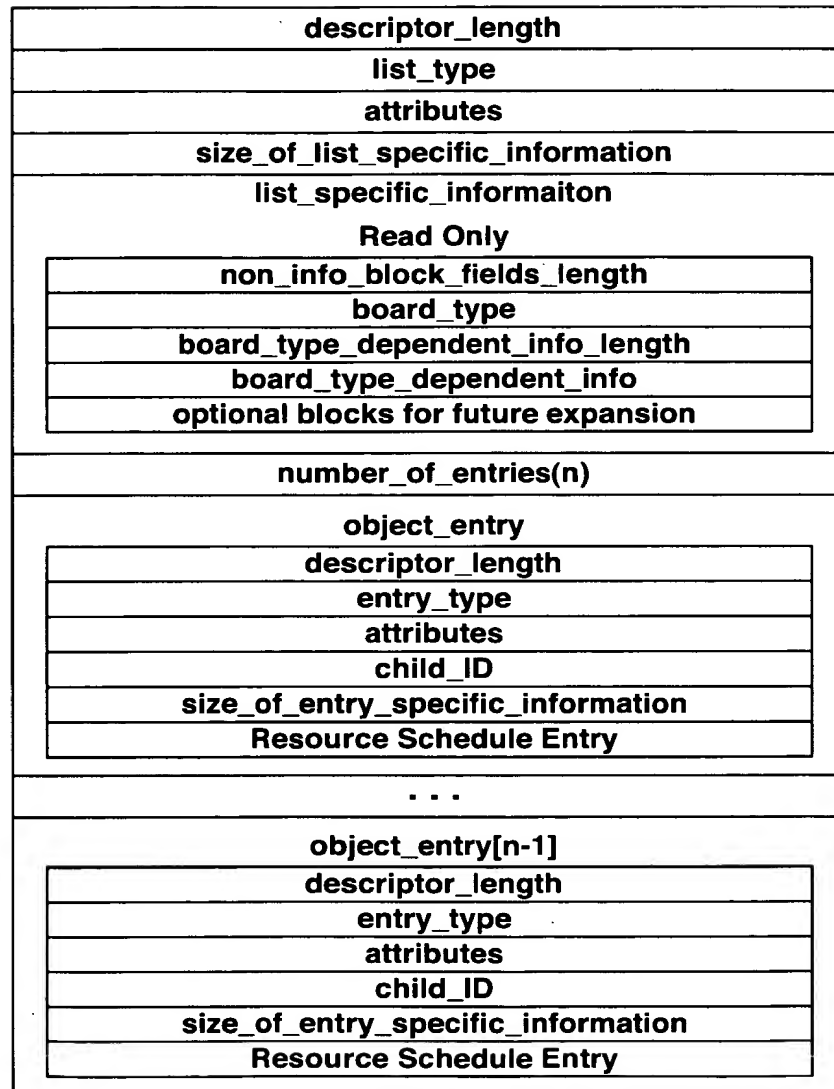 descriptor_length
list_type
attributes
size_of_list_specific_information
list_specific_informaiton
Read Only
non_info_block_fields_length
board_type
board_type_dependent_info_length
board_type_dependent_info
optional blocks for future expansion
number_of_entries(n)
object_entry
descriptor_length
entry_type
attributes
child_ID
size_of_entry_specific_information
Resource Schedule Entry
. . .
object_entry[n-1]
descriptor_length
entry_type
attributes
child_ID
size_of_entry_specific_information
Resource Schedule Entry